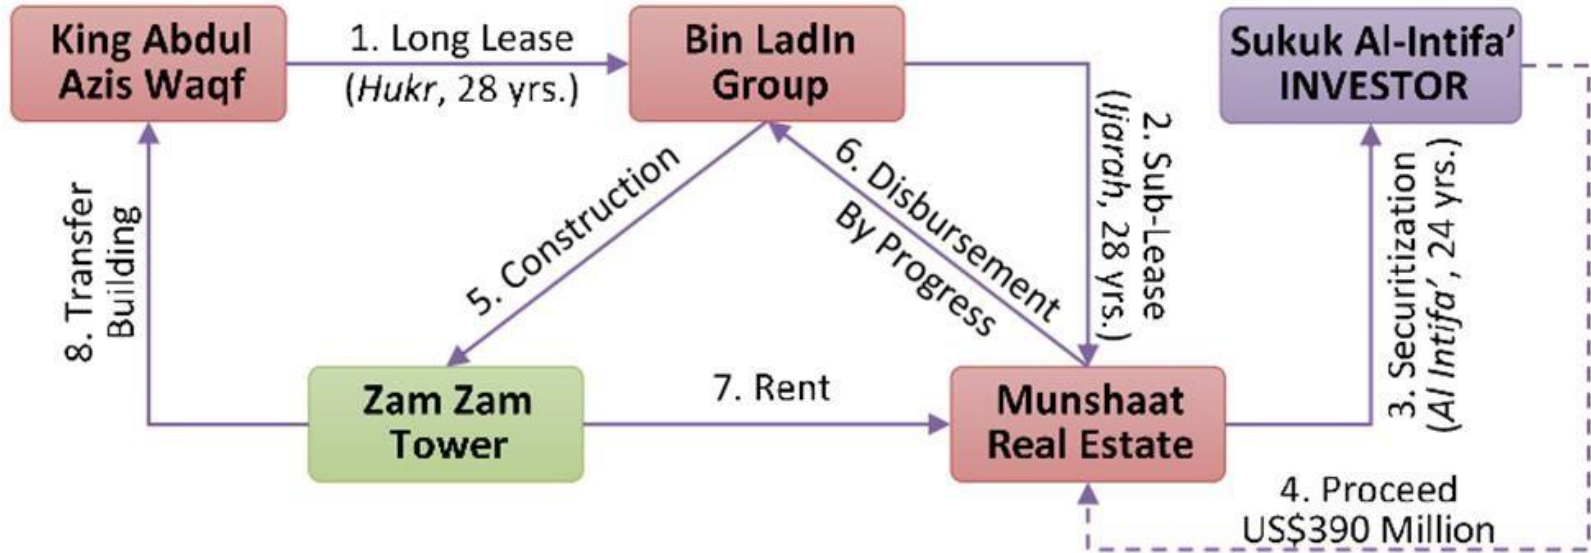 King Abdul
Azis Waqf
1. Long Lease
(Hukr, 28 yrs.)
Bin LadIn
Group
Sukuk Al-Intifa’
INVESTOR
2. Sub-Lease
(Ijarah, 28 yrs.)
3. Securitization
(Al Intifa’, 24 yrs.)
6. Disbursement
By Progress
5. Construction
8. Transfer
Building
Zam Zam
Tower
7. Rent
Munshaat
Real Estate
4. Proceed
US$390 Million